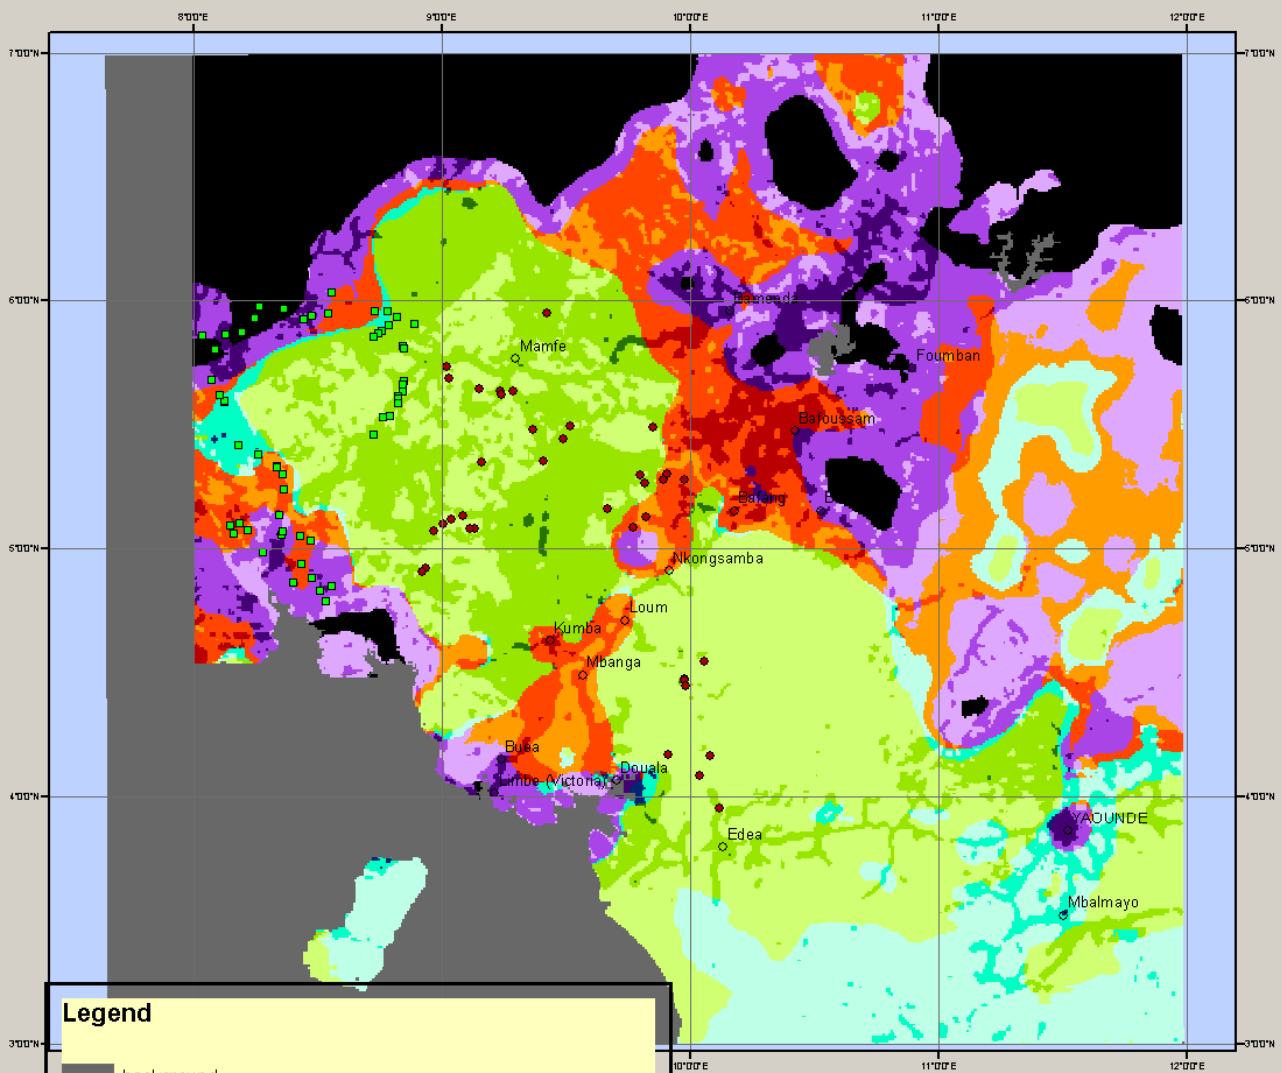 8°0'0"E 9°0'0"E 10°0'0"E 11°0'0"E 12°0'0"E
7°0'0"N 7°0'0"N
6°0'0"N Bamenda 6°0'0"N
Mamfe
Foumban
Bafoussam
Bafang
5°0'0"N 5°0'0"N
Nkongsamba
Loum
Kumba
Mbanga
Buea
Douala
Limbe (Victoria)
4°0'0"N 4°0'0"N
YAOUNDE
Edea
Mbalmayo
Legend
3°0'0"N
10°0'0"E 11°0'0"E 12°0'0"E
background